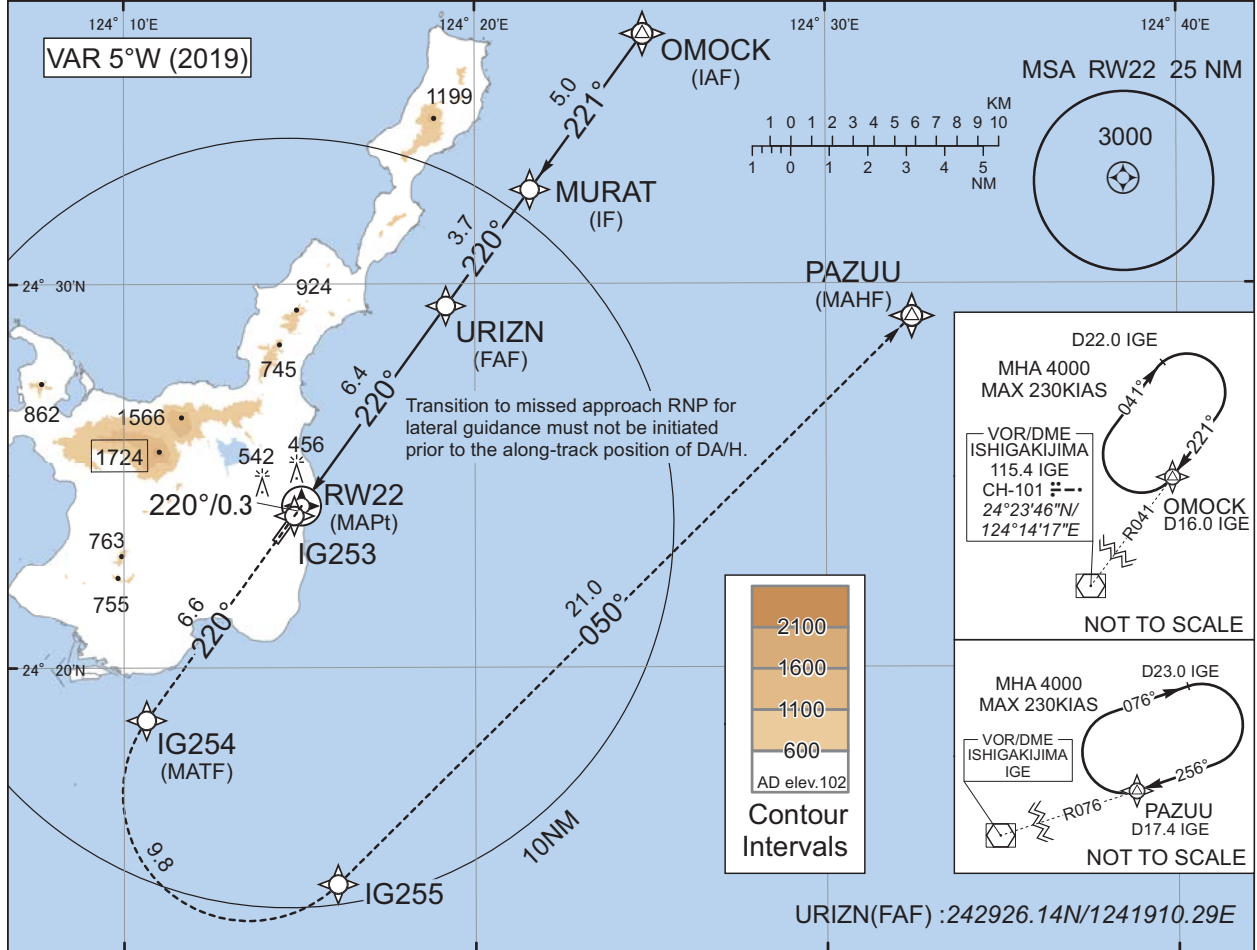 124° 10'E
124° 20'E
124° 30'E
124° 40'E
VAR 5°W (2019)
OMOCK
(IAF)
MSA RW22 25 NM
3000
KM
1 0 1 2 3 4 5 6 7 8 9 10
1 0 1 2 3 4 5
NM
1199
5.0
221°
MURAT
(IF)
3.7
220°
PAZUU
(MAHF)
24° 30'N
924
URIZN
(FAF)
745
862
1566
1724
6.4
220°
Transition to missed approach RNP for
lateral guidance must not be initiated
prior to the along-track position of DA/H.
542
456
220°/0.3
RW22
(MAPt)
IG253
763
755
6.6
220°
21.0
050°
24° 20'N
IG254
(MATF)
9.8
IG255
10NM
D22.0 IGE
MHA 4000
MAX 230KIAS
041°
221°
VOR/DME
ISHIGAKIJIMA
115.4 IGE
CH-101
24°23'46"N/
124°14'17"E
R041
OMOCK
D16.0 IGE
NOT TO SCALE
D23.0 IGE
MHA 4000
MAX 230KIAS
076°
256°
VOR/DME
ISHIGAKIJIMA
IGE
R076
PAZUU
D17.4 IGE
NOT TO SCALE
2100
1600
1100
600
AD elev.102
Contour
Intervals
URIZN(FAF) :242926.14N/1241910.29E